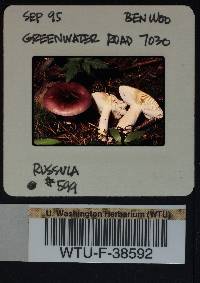 SEP 95 BEN WOO
GREENWATER ROAD 7030
RUSSULA
#599
U. Washington Herbarium (WTU)
WTU-F-38592